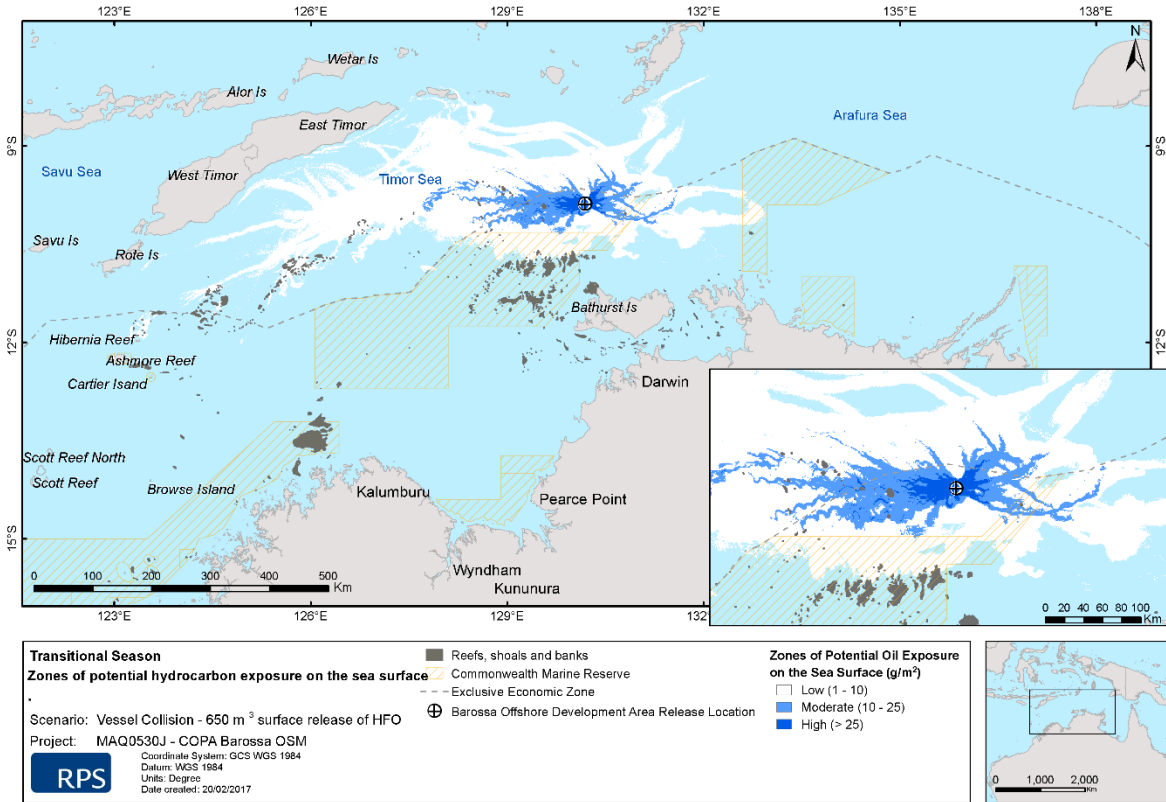 123°E 126°E 129°E 132°E 135°E 138°E
N
Wetar Is
Alor Is
East Timor
Arafura Sea
9°S 9°S
Savu Sea
West Timor
Timor Sea
Savu Is
Rote Is
Bathurst Is
Hibernia Reef
12°S 12°S
Ashmore Reef
Cartier Island
Darwin
Scott Reef North
Scott Reef
Browse Island
Kalumburu
Pearce Point
15°S
Wyndham
Kununura
0 100 200 300 400 500
Km
0 20 40 60 80 100
Km
123°E 126°E 129°E 132°E 135°E 138°E
Transitional Season
Zones of potential hydrocarbon exposure on the sea surface
.
Scenario: Vessel Collision - 650 m³ surface release of HFO
Project: MAQ0530J - COPA Barossa OSM
RPS
Coordinate System: GCS WGS 1984
Datum: WGS 1984
Units: Degree
Date created: 20/02/2017
Reefs, shoals and banks
Commonwealth Marine Reserve
Exclusive Economic Zone
Barossa Offshore Development Area Release Location
Zones of Potential Oil Exposure
on the Sea Surface (g/m²)
Low (1 - 10)
Moderate (10 - 25)
High (> 25)
0 1,000 2,000
Km